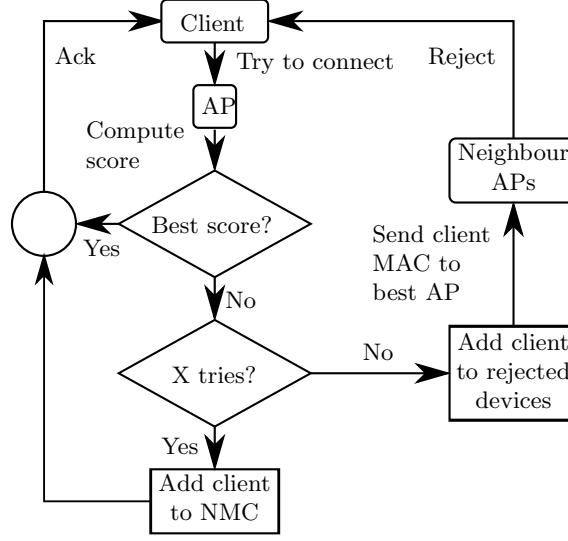 Client
Ack
Try to connect
Reject
AP
Compute
score
Neighbour
APs
Best score?
Yes
Send client
MAC to
best AP
No
X tries?
No
Add client
to rejected
devices
Yes
Add client
to NMC